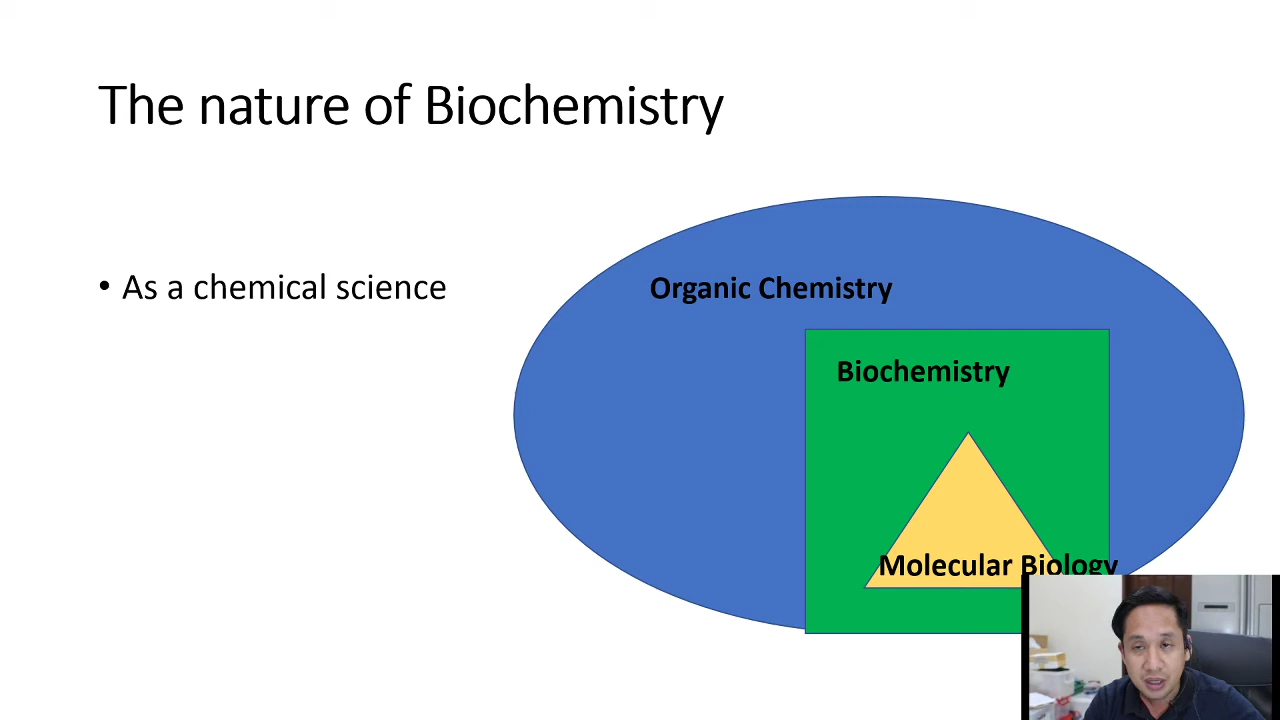 The nature of Biochemistry
• As a chemical science
Organic Chemistry
Biochemistry
Molecular Biology